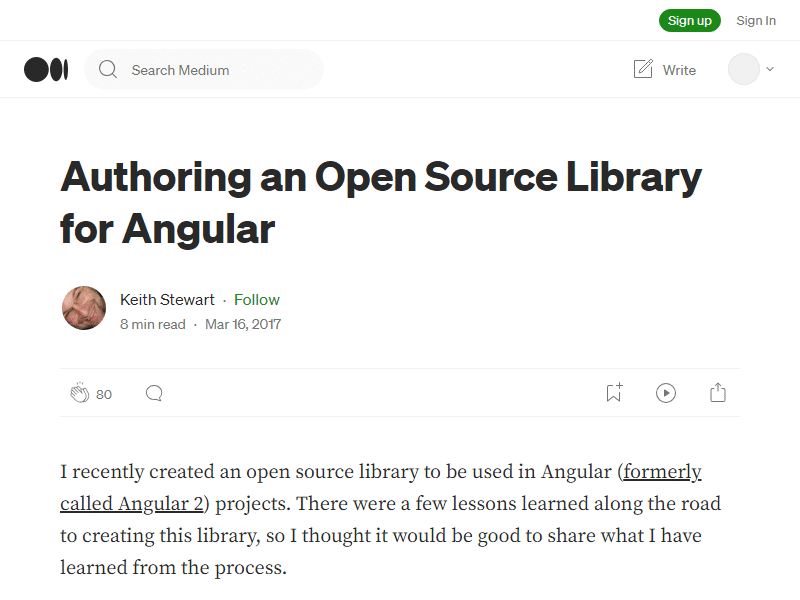 Sign up Sign In
Search Medium Write
Authoring an Open Source Library
for Angular
Keith Stewart · Follow
8 min read · Mar 16, 2017
80
I recently created an open source library to be used in Angular (formerly
called Angular 2) projects. There were a few lessons learned along the road
to creating this library, so I thought it would be good to share what I have
learned from the process.